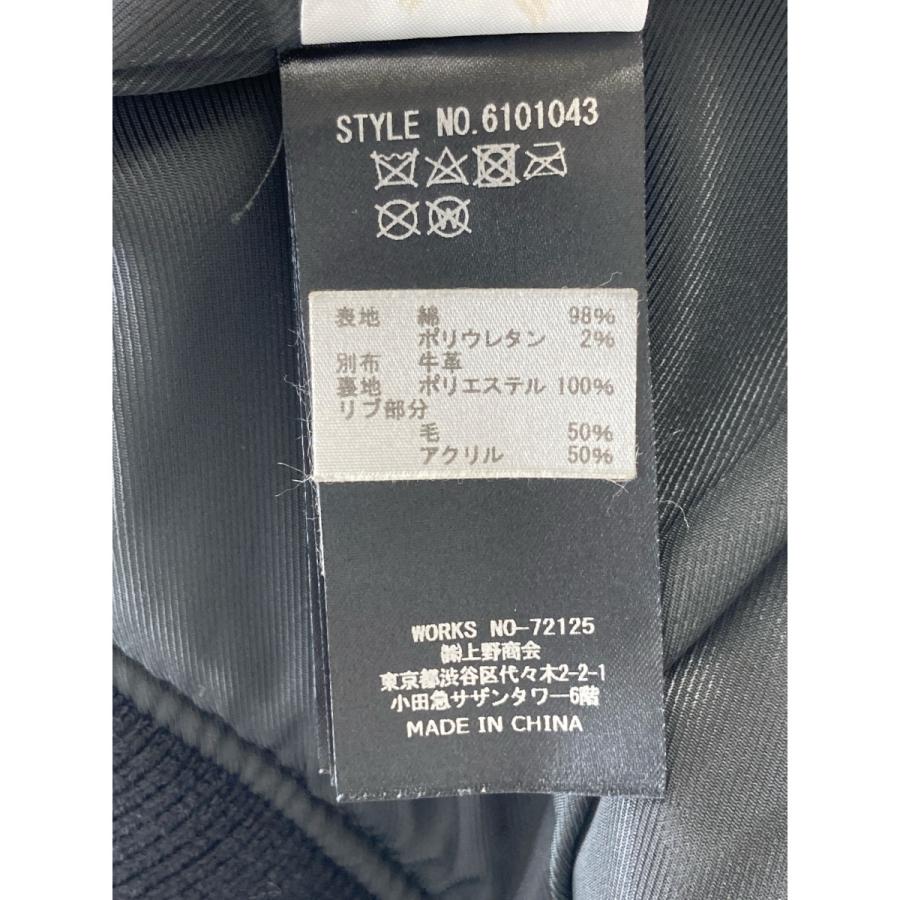 STYLE NO.6101043
表地 綿 98%
ポリウレタン 2%
別布 牛革
裏地 ポリエステル 100%
リブ部分
毛 50%
アクリル 50%
WORKS NO-72125
㈱上野商会
東京都渋谷区代々木2-2-1
小田急サザンタワー6階
MADE IN CHINA